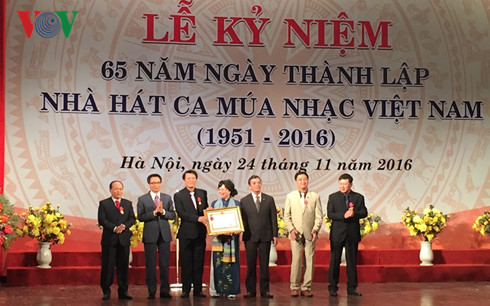 VOV
LỄ KỶ NIỆM
65 NĂM NGÀY THÀNH LẬP
NHÀ HÁT CA MÚA NHẠC VIỆT NAM
(1951 - 2016)
Hà Nội, ngày 24 tháng 11 năm 2016